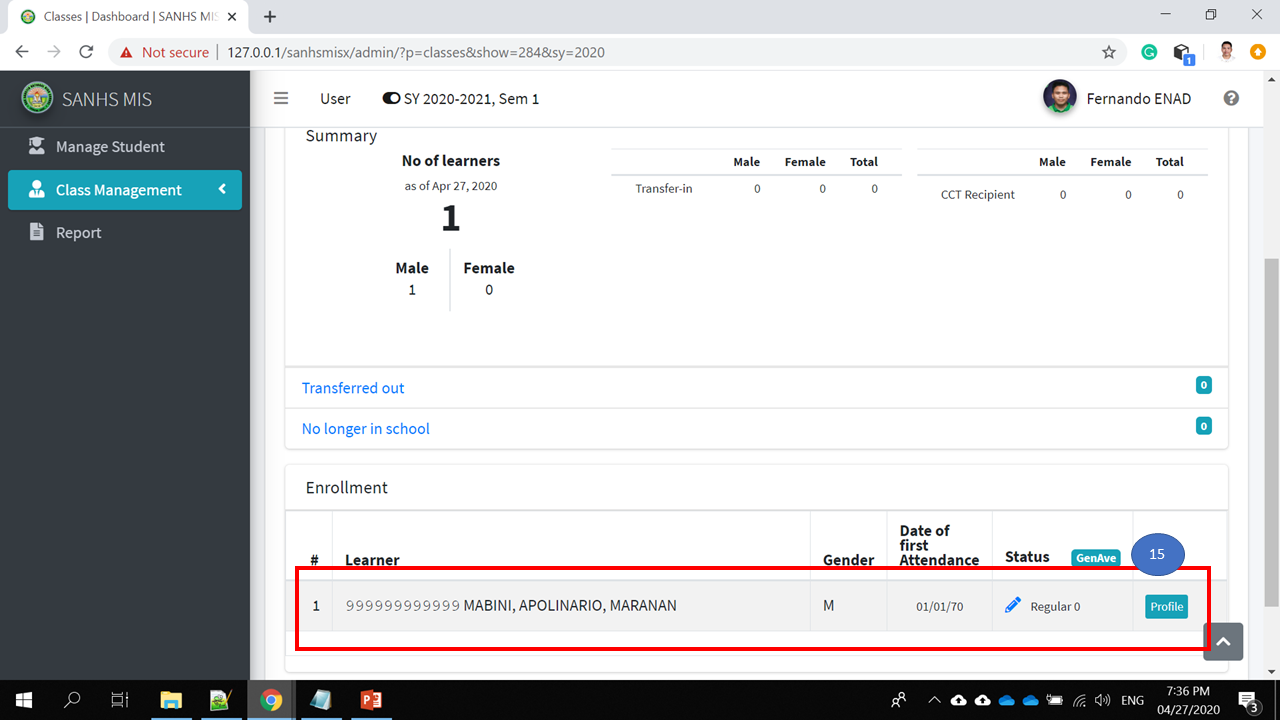 Classes | Dashboard | SANHS MIS
Not secure | 127.0.0.1/sanhsmisx/admin/?p=classes&show=284&sy=2020
1
SANHS MIS
User
SY 2020-2021, Sem 1
Fernando ENAD
Manage Student
Class Management
Report
Summary
No of learners
as of Apr 27, 2020
1
Male Female
1 0
Male Female Total
Transfer-in 0 0 0
Male Female Total
CCT Recipient 0 0 0
Transferred out 0
No longer in school 0
Enrollment
# Learner Gender Date of first Attendance Status GenAve 15
1 999999999999 MABINI, APOLINARIO, MARANAN M 01/01/70 Regular 0 Profile
ENG
7:36 PM
04/27/2020
3